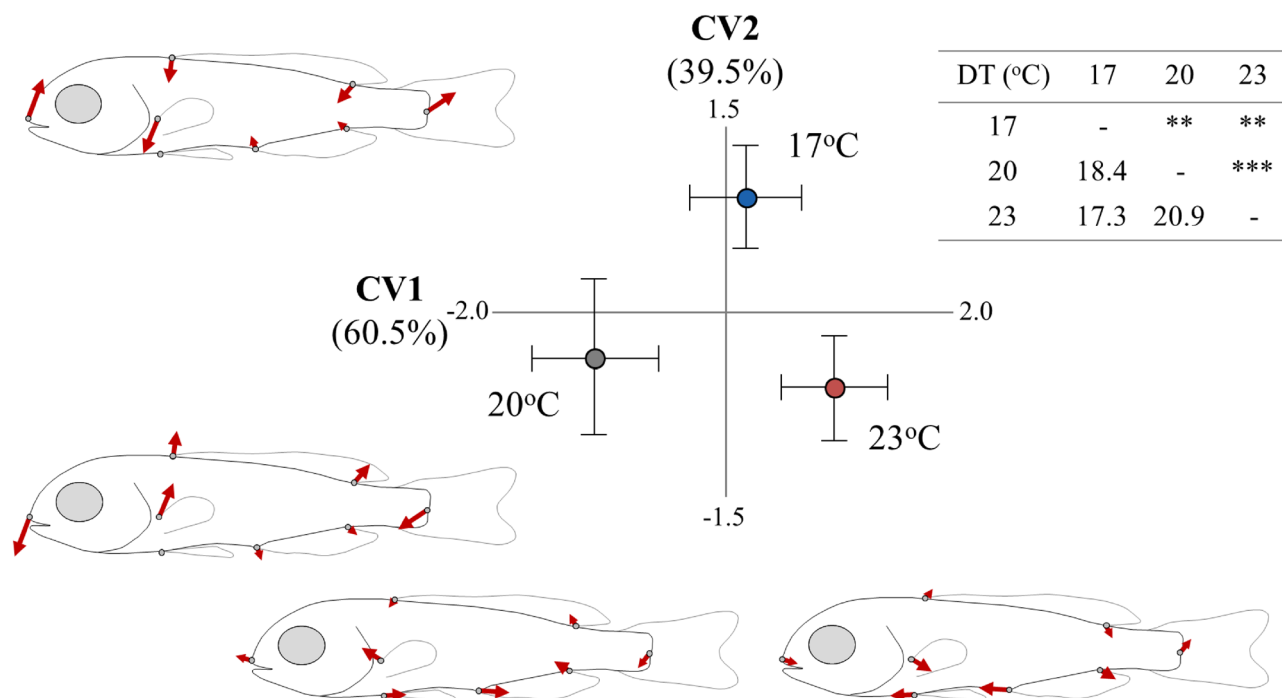 CV2
(39.5%)
1.5
17°C
DT (°C) 17 20 23
17 - ** **
20 18.4 - ***
23 17.3 20.9 -
CV1
(60.5%)
-2.0
2.0
20°C
23°C
-1.5